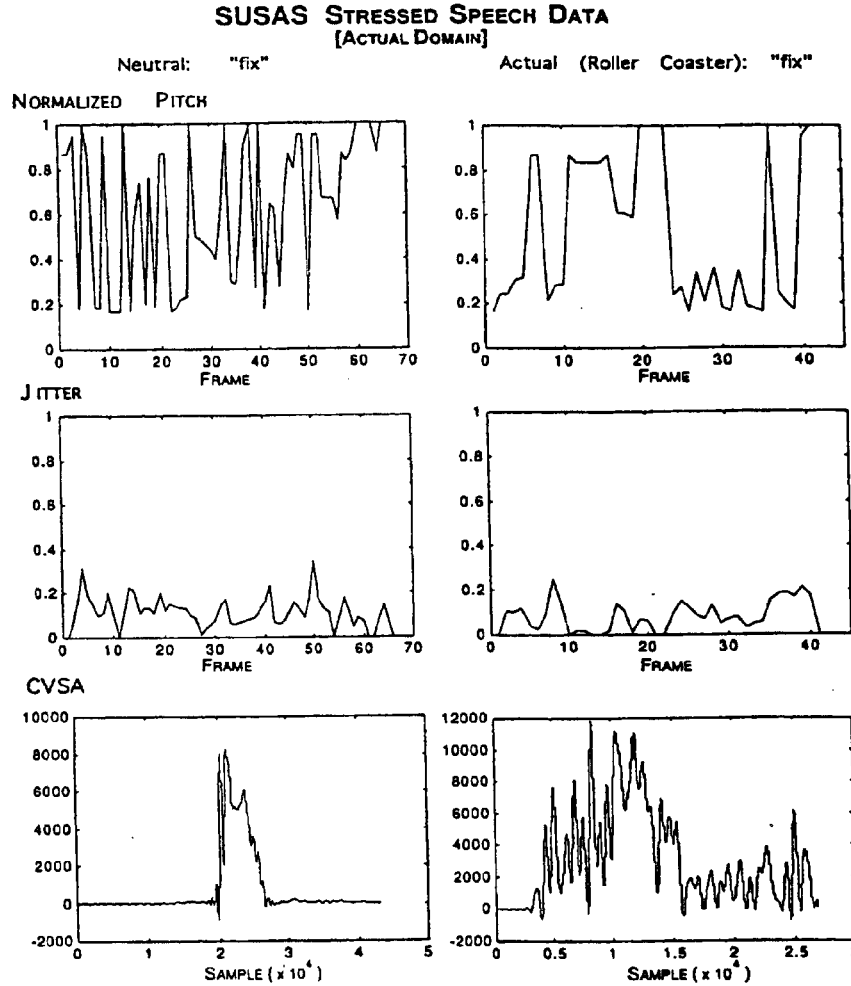 SUSAS STRESSED SPEECH DATA
[ACTUAL DOMAIN]
Neutral: "fix"
Actual (Roller Coaster): "fix"
NORMALIZED PITCH
1
0.8
0.6
0.4
0.2
0
0 10 20 30 40 50 60 70
FRAME
1
0.8
0.6
0.4
0.2
0
0 10 20 30 40
FRAME
JITTER
1
0.8
0.6
0.4
0.2
0
0 10 20 30 40 50 60 70
FRAME
1
0.8
0.6
0.4
0.2
0
0 10 20 30 40
FRAME
CVSA
10000
8000
6000
4000
2000
0
-2000
0 1 2 3 4 5
SAMPLE (x 10^4)
12000
10000
8000
6000
4000
2000
0
-2000
0 0.5 1 1.5 2 2.5
SAMPLE (x 10^4)